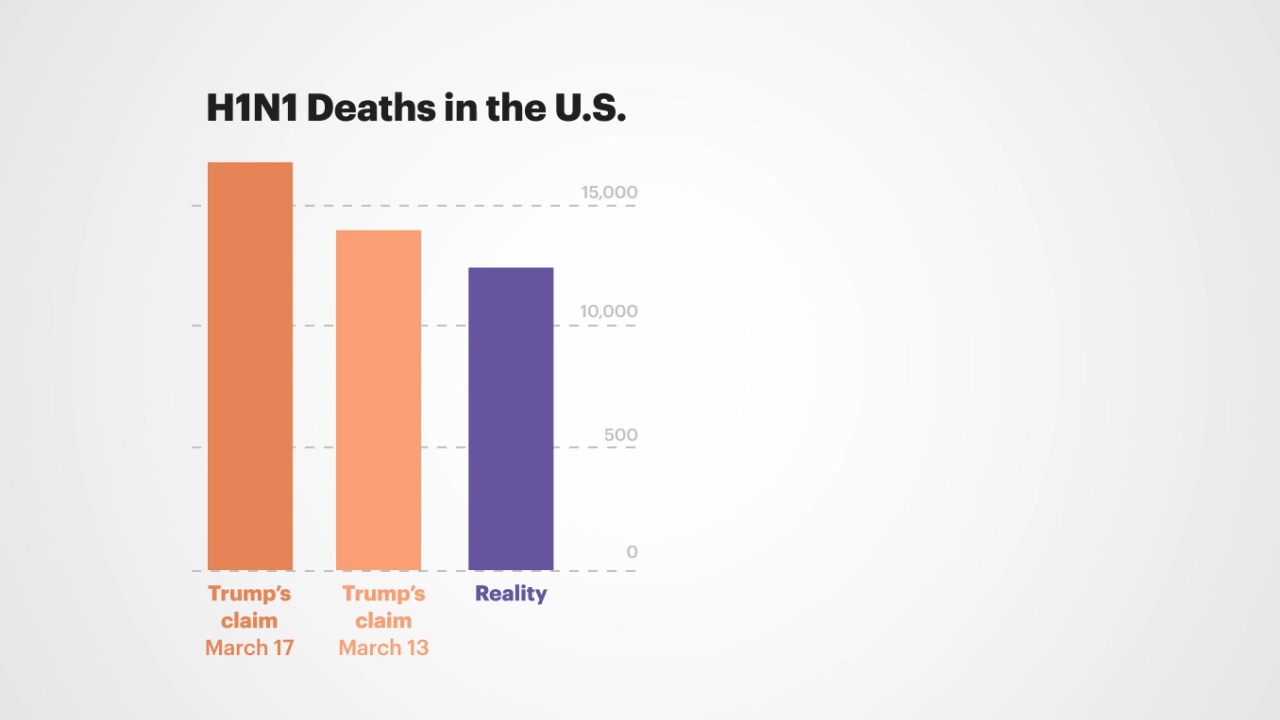 H1N1 Deaths in the U.S.
15,000
10,000
500
0
Trump’s
claim
March 17
Trump’s
claim
March 13
Reality